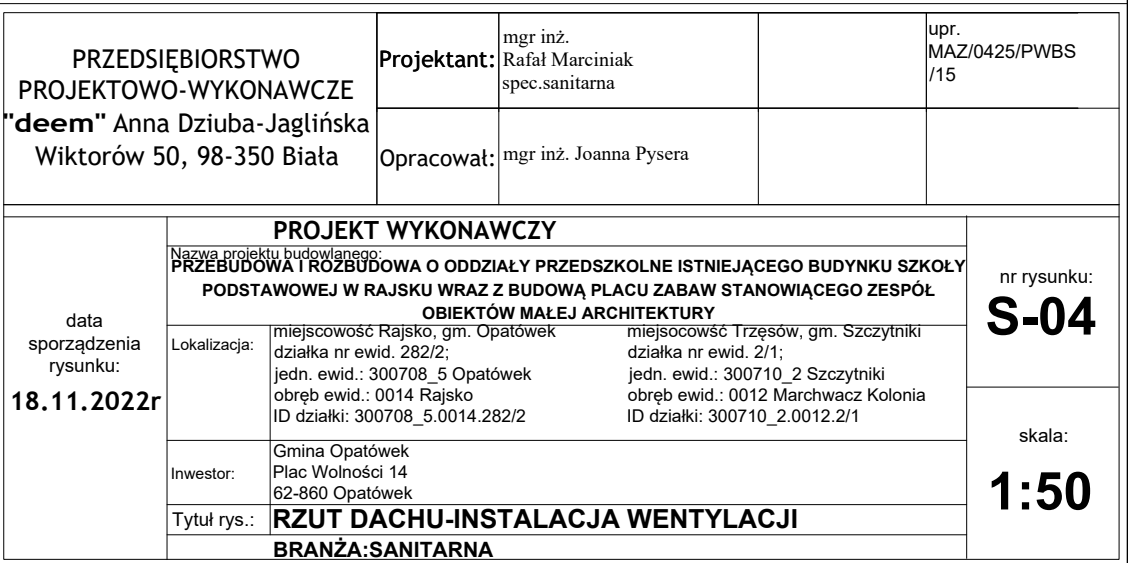 PRZEDSIĘBIORSTWO
PROJEKTOWO-WYKONAWCZE
"deem" Anna Dziuba-Jaglińska
Wiktorów 50, 98-350 Biała
Projektant:
mgr inż.
Rafał Marciniak
spec.sanitarna
upr.
MAZ/0425/PWBS
/15
Opracował:
mgr inż. Joanna Pysera
data
sporządzenia
rysunku:
18.11.2022r
PROJEKT WYKONAWCZY
Nazwa projektu budowlanego:
PRZEBUDOWA I ROZBUDOWA O ODDZIAŁY PRZEDSZKOLNE ISTNIEJĄCEGO BUDYNKU SZKOŁY
PODSTAWOWEJ W RAJSKU WRAZ Z BUDOWĄ PLACU ZABAW STANOWIĄCEGO ZESPÓŁ
OBIEKTÓW MAŁEJ ARCHITEKTURY
Lokalizacja:
miejscowość Rajsko, gm. Opatówek
działka nr ewid. 282/2;
jedn. ewid.: 300708_5 Opatówek
obręb ewid.: 0014 Rajsko
ID działki: 300708_5.0014.282/2
miejsocowść Trzęsów, gm. Szczytniki
działka nr ewid. 2/1;
jedn. ewid.: 300710_2 Szczytniki
obręb ewid.: 0012 Marchwacz Kolonia
ID działki: 300710_2.0012.2/1
Inwestor:
Gmina Opatówek
Plac Wolności 14
62-860 Opatówek
Tytuł rys.:
RZUT DACHU-INSTALACJA WENTYLACJI
BRANŻA:SANITARNA
nr rysunku:
S-04
skala:
1:50